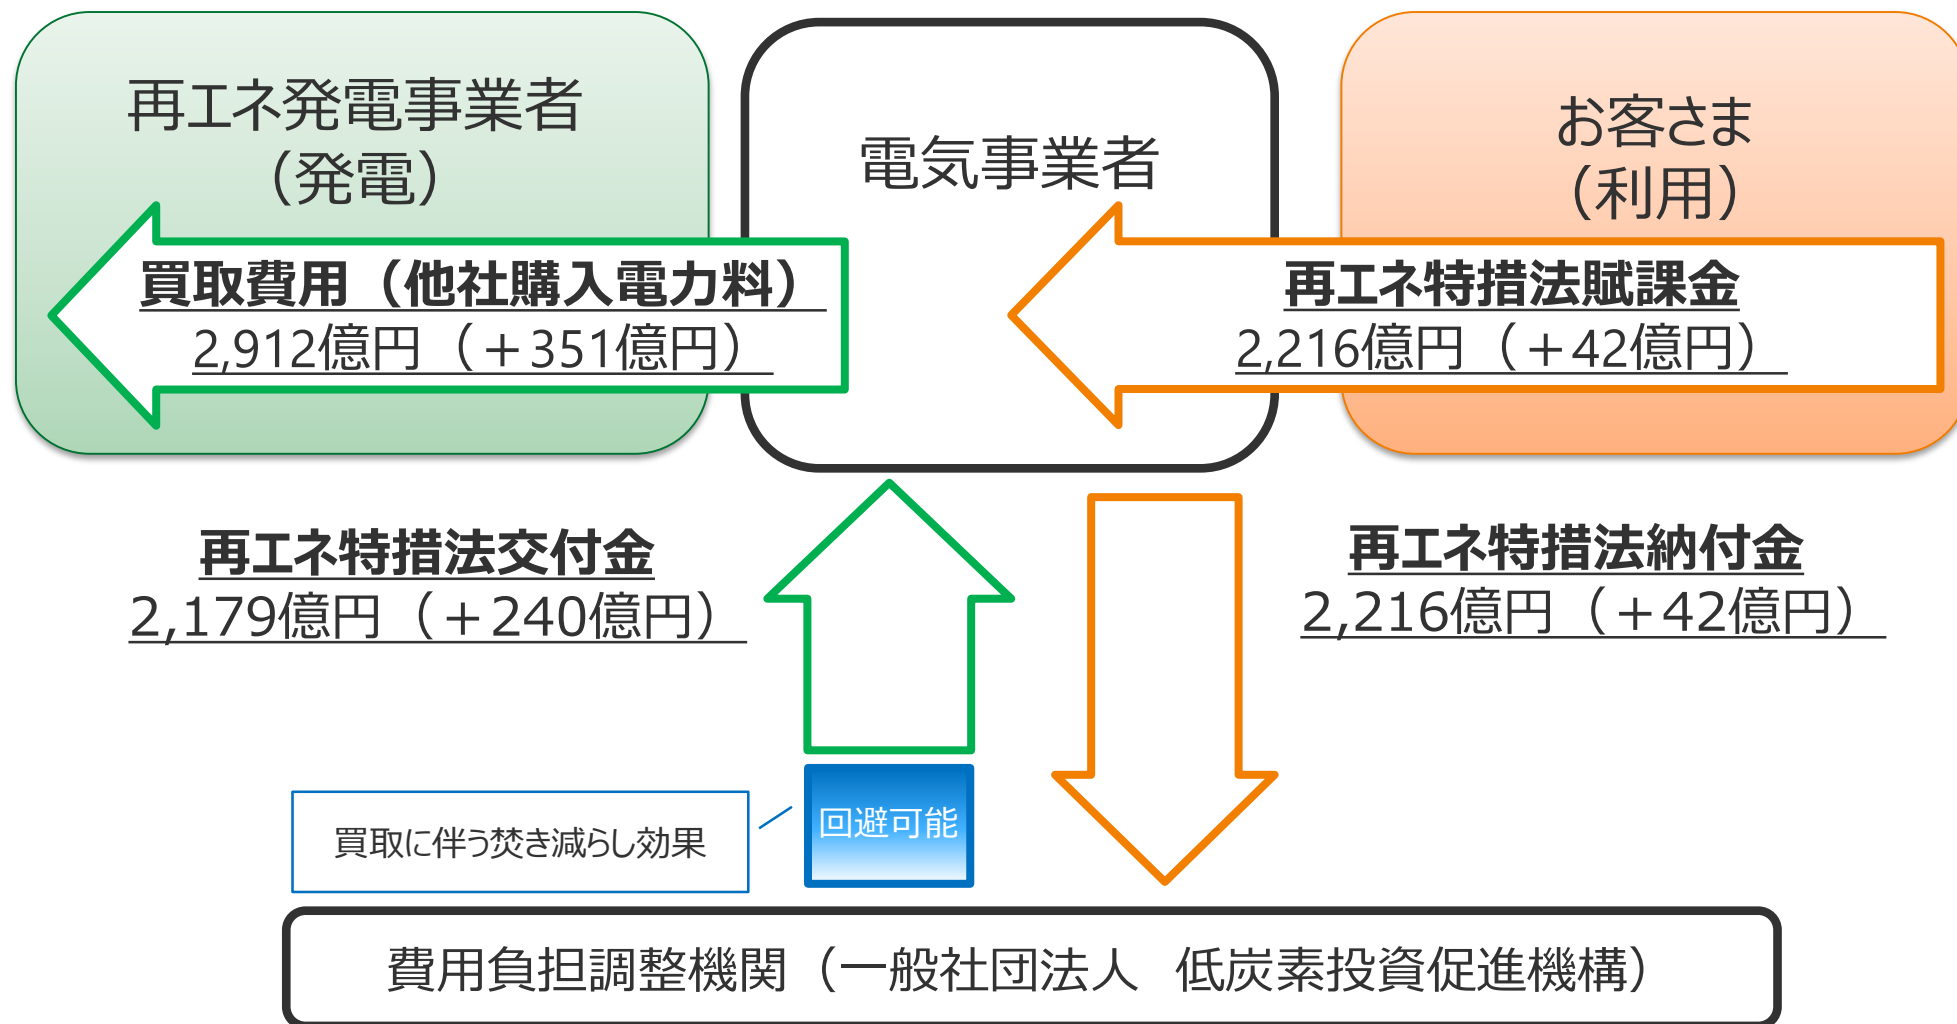 再エネ発電事業者
（発電）
電気事業者
お客さま
（利用）
買取費用（他社購入電力料）
2,912億円（＋351億円）
再エネ特措法賦課金
2,216億円（＋42億円）
再エネ特措法交付金
2,179億円（＋240億円）
再エネ特措法納付金
2,216億円（＋42億円）
回避可能
買取に伴う焚き減らし効果
費用負担調整機関（一般社団法人　低炭素投資促進機構）